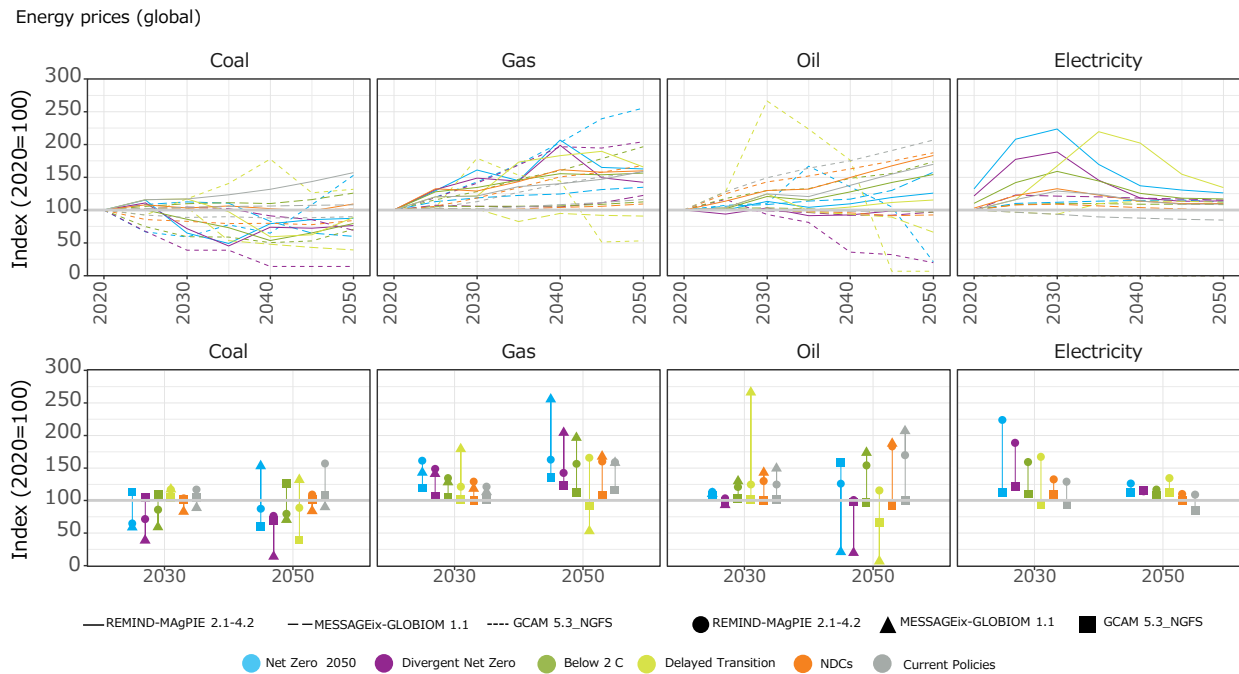 Energy prices (global)
Coal Gas Oil Electricity
Index (2020=100)
300
250
200
150
100
50
0
2020 2030 2040 2050 2020 2030 2040 2050 2020 2030 2040 2050 2020 2030 2040 2050
Coal Gas Oil Electricity
Index (2020=100)
300
250
200
150
100
50
0
2030 2050 2030 2050 2030 2050 2030 2050
REMIND-MAgPIE 2.1-4.2 MESSAGEix-GLOBIOM 1.1 GCAM 5.3_NGFS REMIND-MAgPIE 2.1-4.2 MESSAGEix-GLOBIOM 1.1 GCAM 5.3_NGFS
Net Zero 2050 Divergent Net Zero Below 2 C Delayed Transition NDCs Current Policies